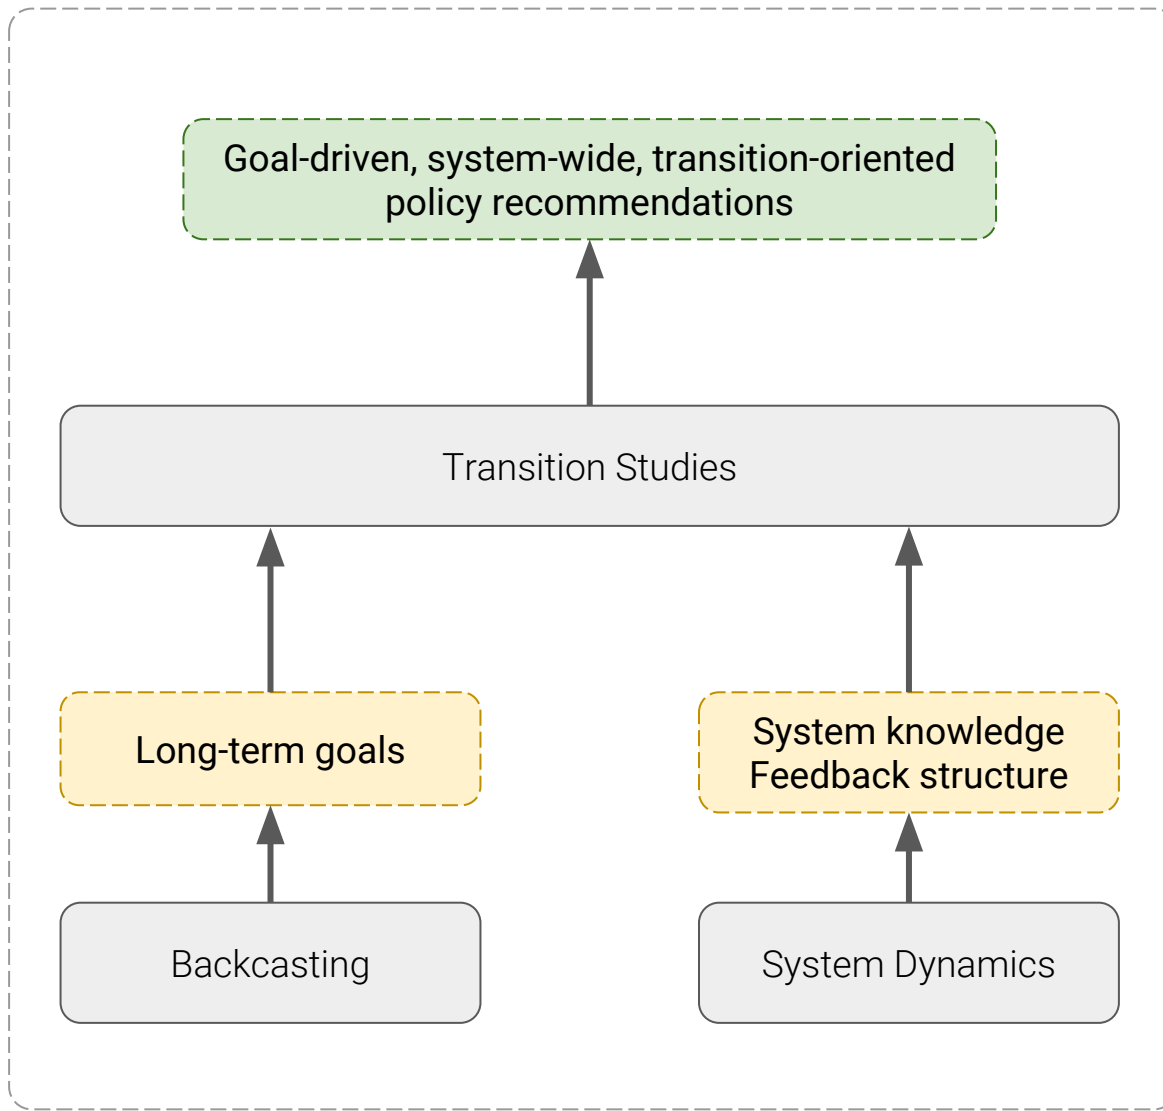 Goal-driven, system-wide, transition-oriented
policy recommendations
Transition Studies
Long-term goals
System knowledge
Feedback structure
Backcasting
System Dynamics